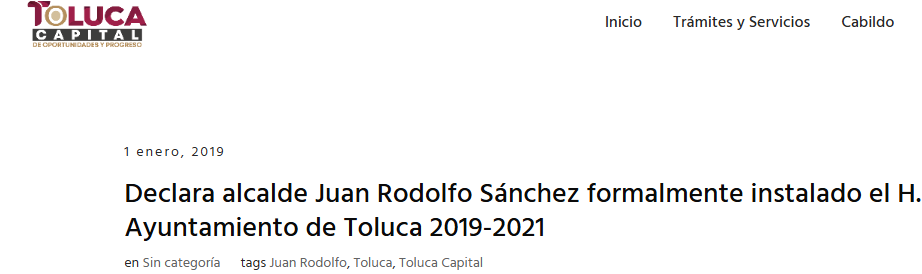 TOLUCA
CAPITAL
DE OPORTUNIDADES Y PROGRESO
Inicio Trámites y Servicios Cabildo
1 enero, 2019
Declara alcalde Juan Rodolfo Sánchez formalmente instalado el H.
Ayuntamiento de Toluca 2019-2021
en Sin categoría tags Juan Rodolfo, Toluca, Toluca Capital